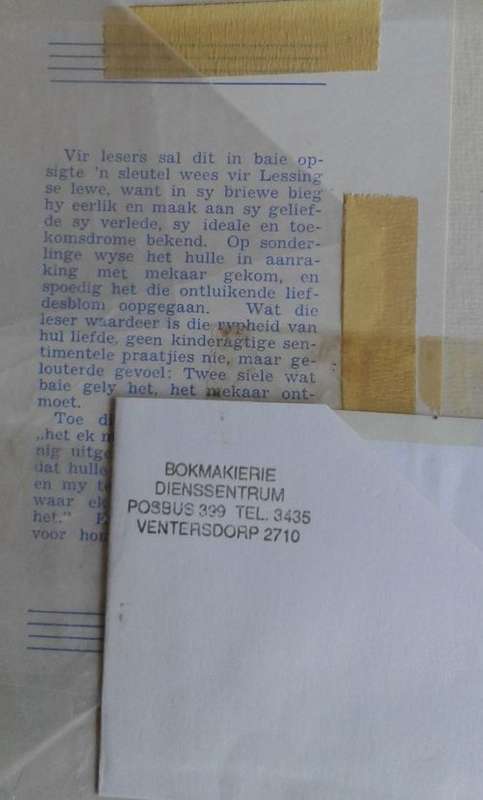 Vir lesers sal dit in baie op-
sigte 'n sleutel wees vir Lessing
se lewe, want in sy briewe bieg
hy eerlik en maak aan sy gelief-
de sy verlede, sy ideale en toe-
komsdrome bekend. Op sonder-
linge wyse het hulle in aanra-
king met mekaar gekom, en
spoedig het die ontluikende lief-
desblom oopgegaan. Wat die
leser waardeer is die rypheid van
hul liefde, geen kinderagtige sen-
timentele praatjies nie, maar ge-
louterde gevoel: Twee siele wat
baie gely het, het mekaar ont-
moet.
Toe
„het ek
nig
dat hulle
en my
waar
het."
voor
BOKMAKIERIE
DIENSSENTRUM
POSBUS 399 TEL. 3435
VENTERSDORP 2710